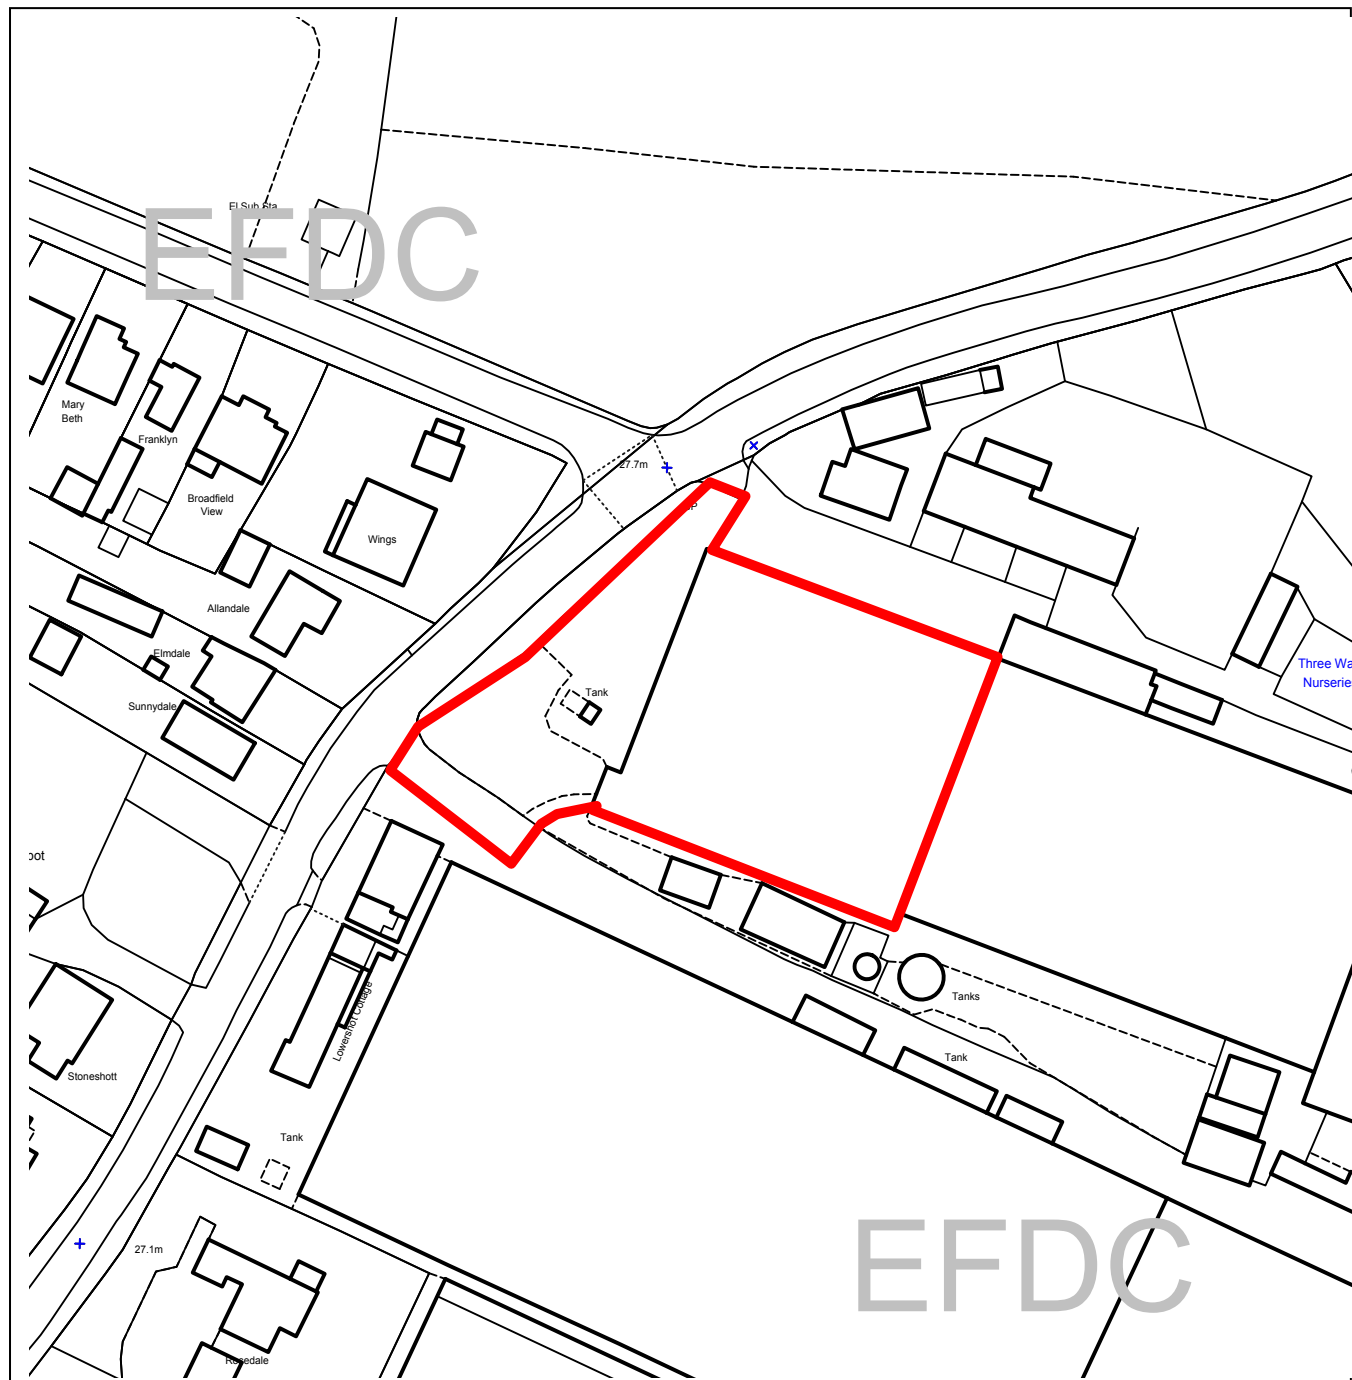 El Sub Sta
EFDC
Mary
Beth
Franklyn
Broadfield
View
27.7m
Wings
Allandale
Elmdale
Sunnydale
Tank
Three Wa
Nurserie
Lowershot Cottage
Tanks
Tank
Stoneshott
Tank
27.1m
EFDC
Rosedale